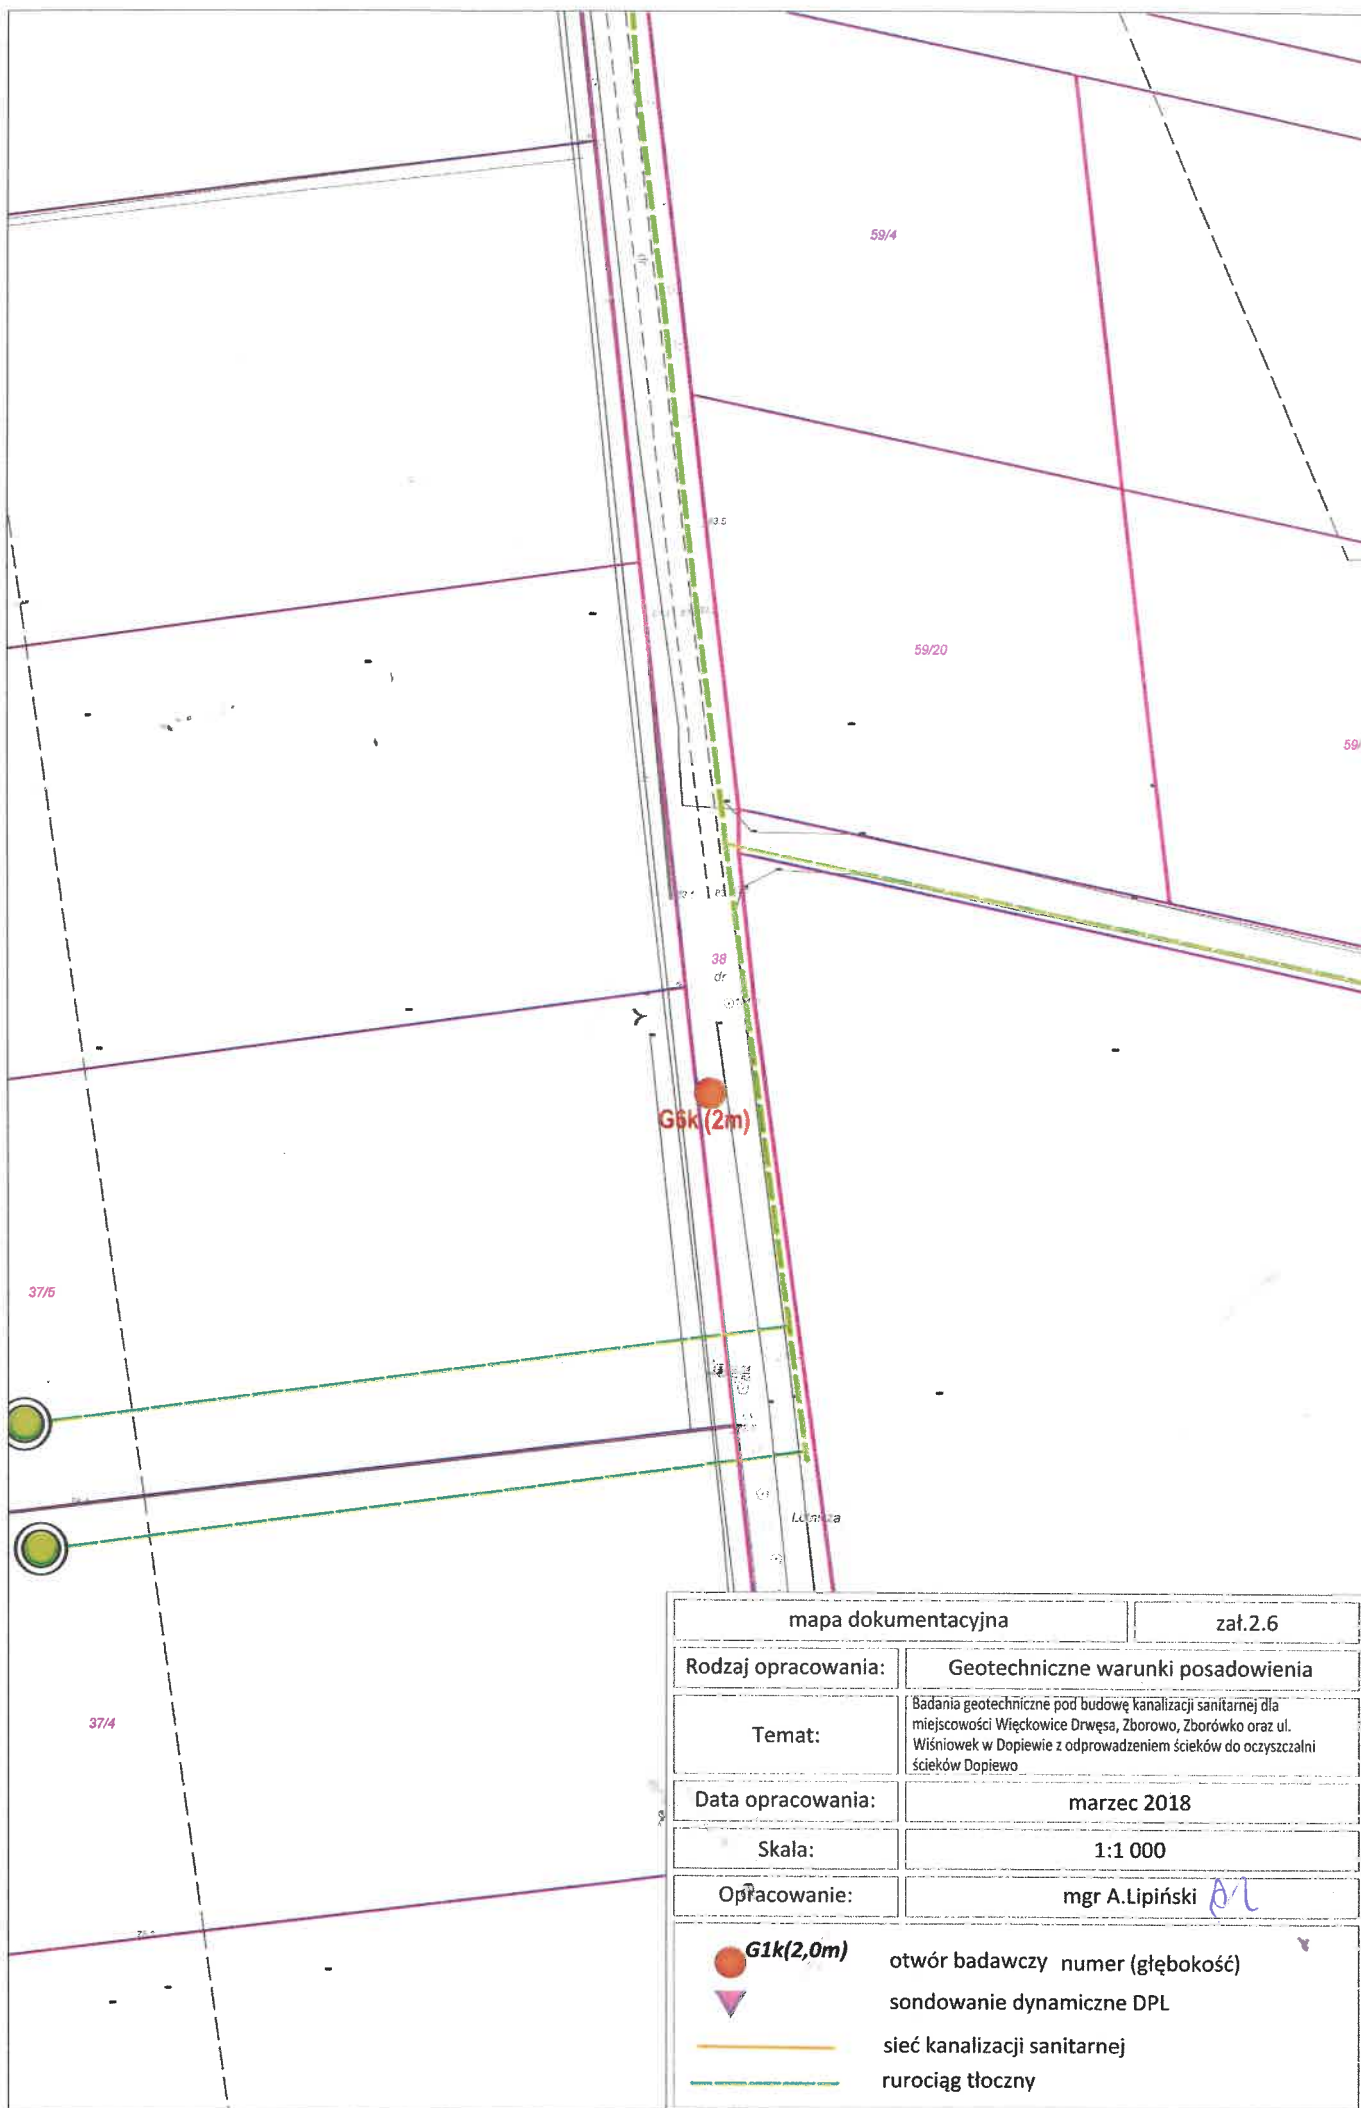 59/4
59/20
59/
38
dr
G6k (2m)
37/5
37/4
mapa dokumentacyjna
zał.2.6
Rodzaj opracowania:
Geotechniczne warunki posadowienia
Temat:
Badania geotechniczne pod budowę kanalizacji sanitarnej dla
miejscowości Więckowice Drwęsa, Zborowo, Zborówko oraz ul.
Wiśniowek w Dopiewie z odprowadzeniem ścieków do oczyszczalni
ścieków Dopiewo
Data opracowania:
marzec 2018
Skala:
1:1 000
Opracowanie:
mgr A.Lipiński
G1k(2,0m)
otwór badawczy numer (głębokość)
sondowanie dynamiczne DPL
sieć kanalizacji sanitarnej
rurociąg tłoczny